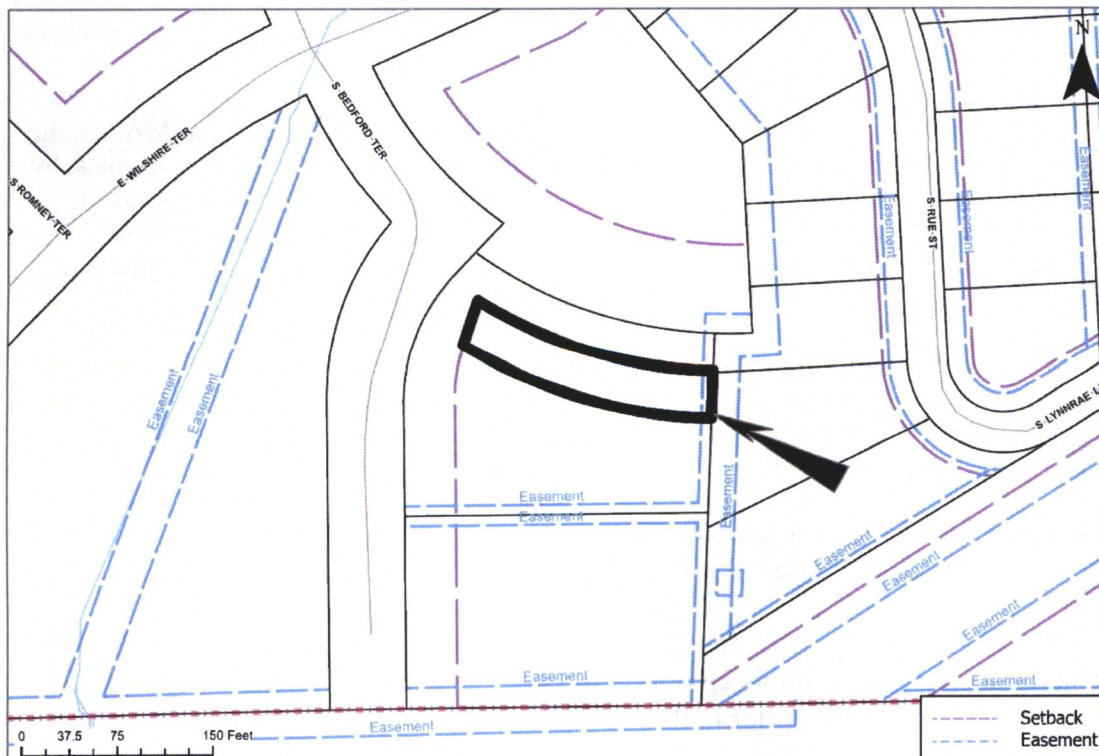 N
S BEDFORD-TER
E-WILSHIRE-TER
S ROMNEY-TER
Easement
Easement
Easement
S-RUE-ST
Easement
Easement
Easement
S-LYNNRAE-L
Easement
Easement
Easement
Easement
Easement
Easement
Easement
Easement
0 37.5 75 150 Feet
Setback
Easement